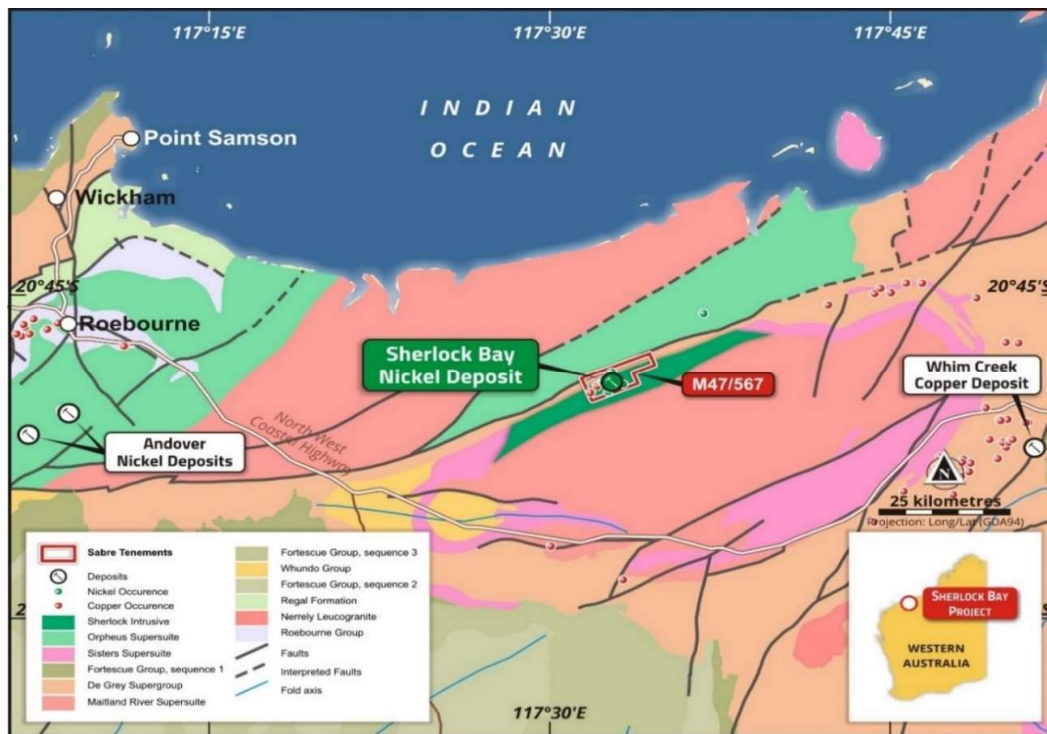 117°15'E
117°30'E
117°45'E
INDIAN
OCEAN
Point Samson
Wickham
20°45'S
20°45'S
Roebourne
Sherlock Bay
Nickel Deposit
M47/567
Whim Creek
Copper Deposit
Andover
Nickel Deposits
North West
Coastal Highway
N
25 kilometres
Projection: Long/Lat (GDA94)
Sabre Tenements
Deposits
Nickel Occurence
Copper Occurence
Sherlock Intrusive
Orpheus Supersuite
Sisters Supersuite
Fortescue Group, sequence 1
De Grey Supergroup
Maitland River Supersuite
Fortescue Group, sequence 3
Whundo Group
Fortescue Group, sequence 2
Regal Formation
Nerrely Leucogranite
Roebourne Group
Faults
Interpreted Faults
Fold axis
SHERLOCK BAY
PROJECT
WESTERN
AUSTRALIA
117°30'E